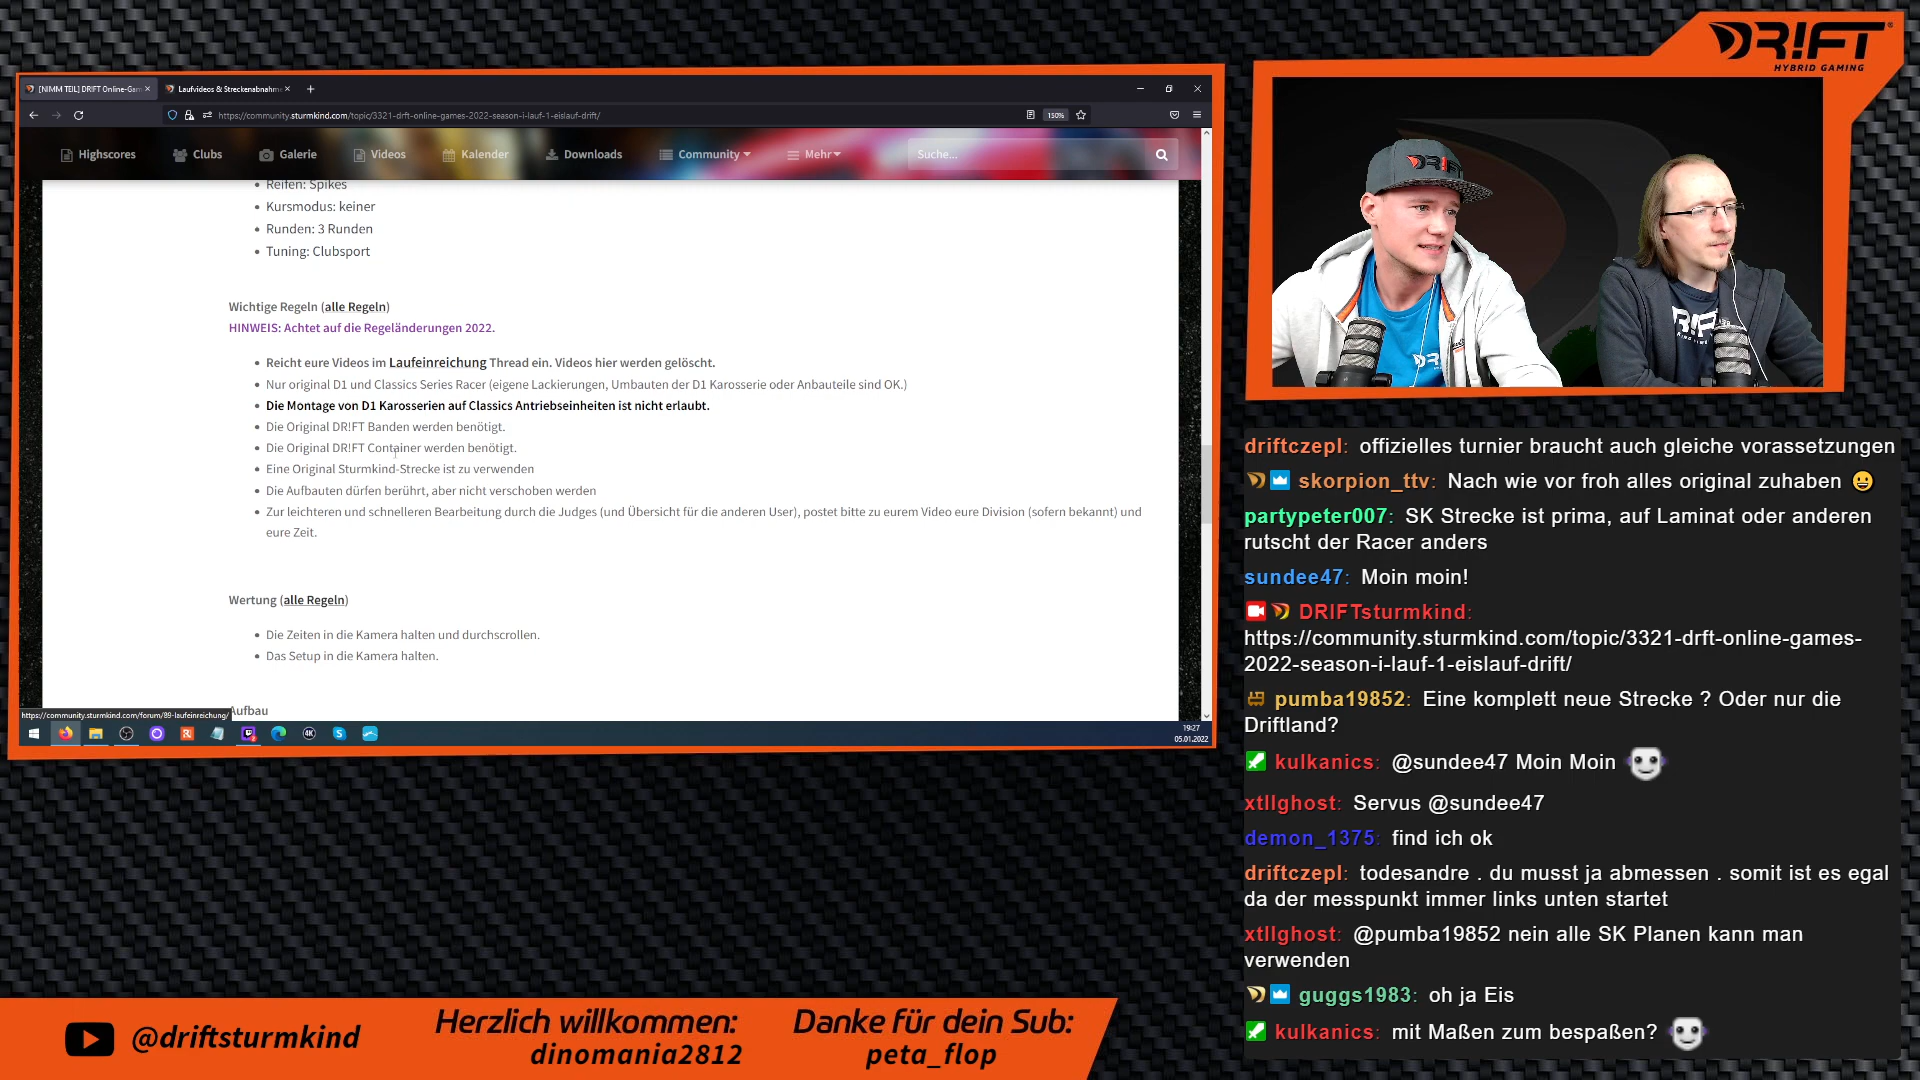 DR!FT
HYBRID GAMING
[NIMM TEIL] DRIFT Online-Gam
Laufvideos & Streckenabnahm
https://community.sturmkind.com/topic/3321-drft-online-games-2022-season-i-lauf-1-eislauf-drift/
150%
Highscores
Clubs
Galerie
Videos
Kalender
Downloads
Community
Mehr
Suche...
Reifen: Spikes
Kursmodus: keiner
Runden: 3 Runden
Tuning: Clubsport
Wichtige Regeln (alle Regeln)
HINWEIS: Achtet auf die Regeländerungen 2022.
Reicht eure Videos im Laufeinreichung Thread ein. Videos hier werden gelöscht.
Nur original D1 und Classics Series Racer (eigene Lackierungen, Umbauten der D1 Karosserie oder Anbauteile sind OK.)
Die Montage von D1 Karosserien auf Classics Antriebseinheiten ist nicht erlaubt.
Die Original DR!FT Banden werden benötigt.
Die Original DR!FT Container werden benötigt.
Eine Original Sturmkind-Strecke ist zu verwenden
Die Aufbauten dürfen berührt, aber nicht verschoben werden
Zur leichteren und schnelleren Bearbeitung durch die Judges (und Übersicht für die anderen User), postet bitte zu eurem Video eure Division (sofern bekannt) und
eure Zeit.
Wertung (alle Regeln)
Die Zeiten in die Kamera halten und durchscrollen.
Das Setup in die Kamera halten.
Aufbau
https://community.sturmkind.com/forum/89-laufeinreichung/
19:27
05.01.2022
driftczepl: offizielles turnier braucht auch gleiche vorassetzungen
skorpion_ttv: Nach wie vor froh alles original zuhaben
partypeter007: SK Strecke ist prima, auf Laminat oder anderen
rutscht der Racer anders
sundee47: Moin moin!
DRIFTsturmkind:
https://community.sturmkind.com/topic/3321-drft-online-games-
2022-season-i-lauf-1-eislauf-drift/
pumba19852: Eine komplett neue Strecke ? Oder nur die
Driftland?
kulkanics: @sundee47 Moin Moin
xtllghost: Servus @sundee47
demon_1375: find ich ok
driftczepl: todesandre . du musst ja abmessen . somit ist es egal
da der messpunkt immer links unten startet
xtllghost: @pumba19852 nein alle SK Planen kann man
verwenden
guggs1983: oh ja Eis
kulkanics: mit Maßen zum bespaßen?
@driftsturmkind
Herzlich willkommen:
dinomania2812
Danke für dein Sub:
peta_flop